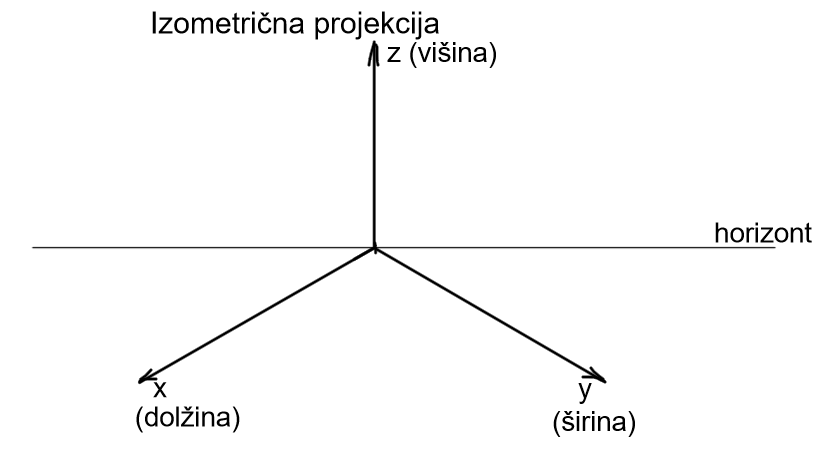 Izometrična projekcija
z (višina)
horizont
x
(dolžina)
y
(širina)